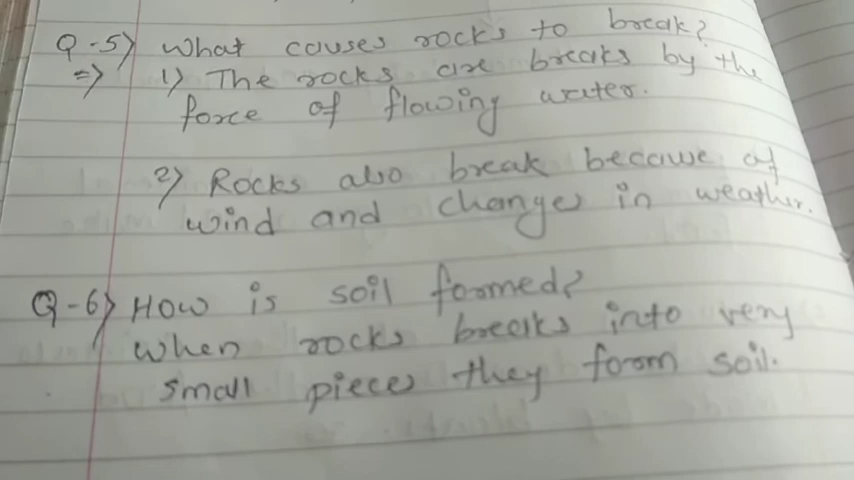 Q-5) What causes rocks to break?
=> 1) The rocks are breaks by the
force of flowing water.
2) Rocks also break because of
wind and changes in weather.
Q-6) How is soil formed?
When rocks breaks into very
small pieces they form soil.